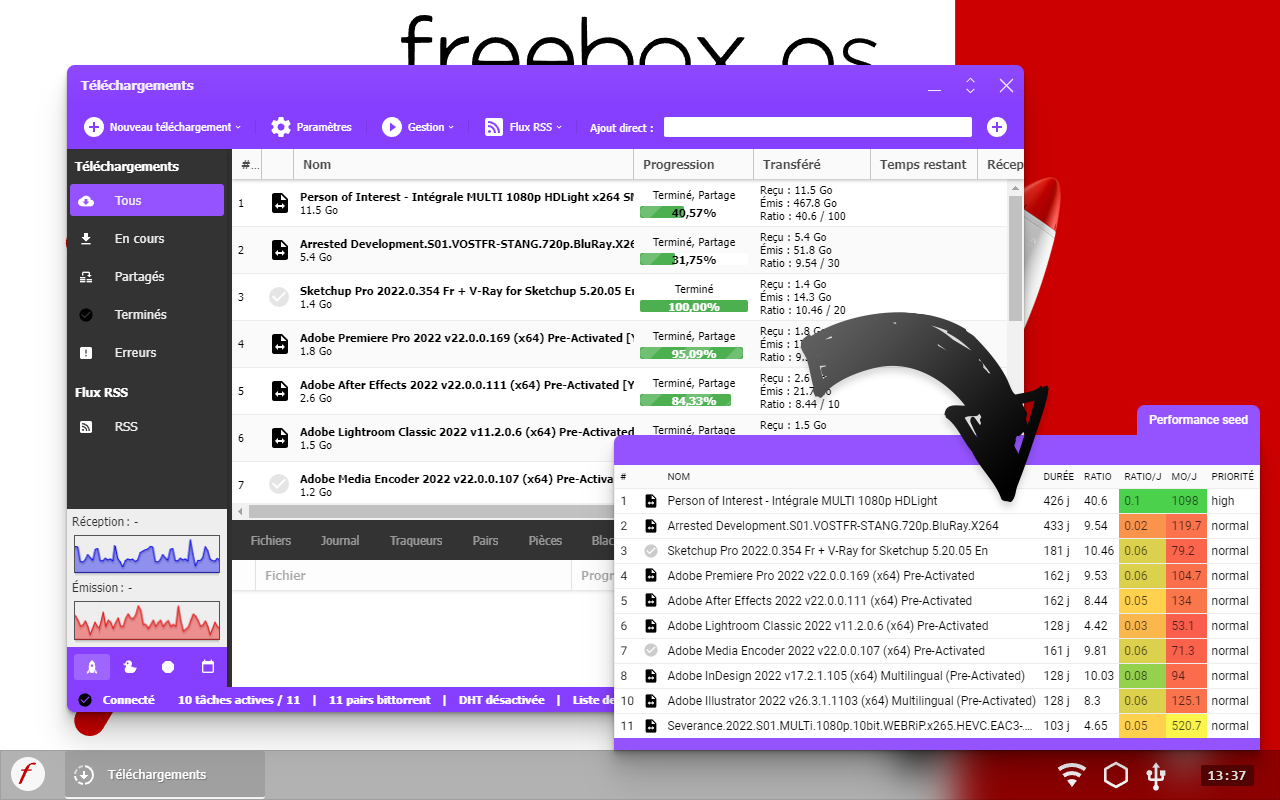 freebox os
Téléchargements
Nouveau téléchargement
Paramètres
Gestion
Flux RSS
Ajout direct :
Téléchargements
Tous
En cours
Partagés
Terminés
Erreurs
Flux RSS
RSS
Réception : -
Émission : -
#... Nom Progression Transféré Temps restant Récep
1 Person of Interest - Intégrale MULTI 1080p HDLight x264 Terminé, Partage Reçu : 11.5 Go
11.5 Go 40,57% Émis : 467.8 Go
Ratio : 40.6 / 100
2 Arrested Development.S01.VOSTFR-STANG.720p.BluRay.X26 Terminé, Partage Reçu : 5.4 Go
5.4 Go 31,75% Émis : 51.8 Go
Ratio : 9.54 / 30
3 Sketchup Pro 2022.0.354 Fr + V-Ray for Sketchup 5.20.05 En Terminé Reçu : 1.4 Go
1.4 Go 100,00% Émis : 14.3 Go
Ratio : 10.46 / 20
4 Adobe Premiere Pro 2022 v22.0.0.169 (x64) Pre-Activated [Y Terminé, Partage Reçu : 1.8
1.8 Go 95,09% Émis :
Ratio :
5 Adobe After Effects 2022 v22.0.0.111 (x64) Pre-Activated [Y Terminé, Partage Reçu : 2.6
2.6 Go 84,33% Émis : 21.7
Ratio : 8.44 / 10
6 Adobe Lightroom Classic 2022 v11.2.0.6 (x64) Pre-Activated Terminé, Partage Reçu : 1.5 Go
1.5 Go
7 Adobe Media Encoder 2022 v22.0.0.107 (x64) Pre-Activa
1.2 Go
Fichiers Journal Traqueurs Pairs Pièces Blac
Fichier Progr
Connecté 10 tâches actives / 11 | 11 pairs bittorrent | DHT désactivée | Liste de
Performance seed
# NOM DURÉE RATIO RATIO/J MO/J PRIORITÉ
1 Person of Interest - Intégrale MULTI 1080p HDLight 426 j 40.6 0.1 1098 high
2 Arrested Development.S01.VOSTFR-STANG.720p.BluRay.X264 433 j 9.54 0.02 119.7 normal
3 Sketchup Pro 2022.0.354 Fr + V-Ray for Sketchup 5.20.05 En 181 j 10.46 0.06 79.2 normal
4 Adobe Premiere Pro 2022 v22.0.0.169 (x64) Pre-Activated 162 j 9.53 0.06 104.7 normal
5 Adobe After Effects 2022 v22.0.0.111 (x64) Pre-Activated 162 j 8.44 0.05 134 normal
6 Adobe Lightroom Classic 2022 v11.2.0.6 (x64) Pre-Activated 128 j 4.42 0.03 53.1 normal
7 Adobe Media Encoder 2022 v22.0.0.107 (x64) Pre-Activated 161 j 9.81 0.06 71.3 normal
8 Adobe InDesign 2022 v17.2.1.105 (x64) Multilingual (Pre-Activated) 128 j 10.03 0.08 94 normal
10 Adobe Illustrator 2022 v26.3.1.1103 (x64) Multilingual (Pre-Activated) 128 j 8.3 0.06 125.1 normal
11 Severance.2022.S01.MULTi.1080p.10bit.WEBRiP.x265.HEVC.EAC3-... 103 j 4.65 0.05 520.7 normal
f Téléchargements 13:37